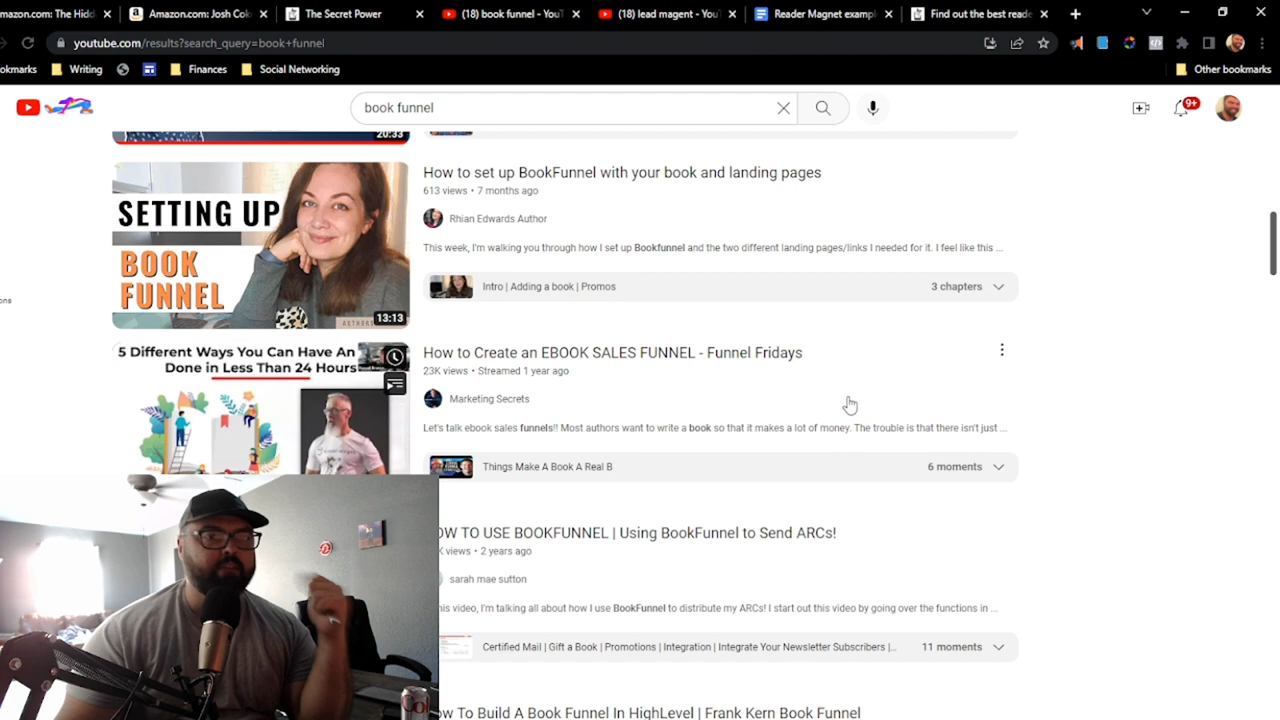 mazon.com: The Hidd
Amazon.com: Josh Cok
The Secret Power
(18) book funnel - YouT
(18) lead magent - YouT
Reader Magnet exampl
Find out the best reade
youtube.com/results?search_query=book+funnel
okmarks
Writing
Finances
Social Networking
Other bookmarks
book funnel
9+
20:33
SETTING UP
BOOK
FUNNEL
13:13
How to set up BookFunnel with your book and landing pages
613 views • 7 months ago
Rhian Edwards Author
This week, I'm walking you through how I set up Bookfunnel and the two different landing pages/links I needed for it. I feel like this ...
Intro | Adding a book | Promos
3 chapters
ons
5 Different Ways You Can Have An
Done in Less Than 24 Hours
How to Create an EBOOK SALES FUNNEL - Funnel Fridays
23K views • Streamed 1 year ago
Marketing Secrets
Let's talk ebook sales funnels!! Most authors want to write a book so that it makes a lot of money. The trouble is that there isn't just ...
Things Make A Book A Real B
6 moments
OW TO USE BOOKFUNNEL | Using BookFunnel to Send ARCs!
K views • 2 years ago
sarah mae sutton
his video, I'm talking all about how I use BookFunnel to distribute my ARCs! I start out this video by going over the functions in ...
Certified Mail | Gift a Book | Promotions | Integration | Integrate Your Newsletter Subscribers |...
11 moments
ow To Build A Book Funnel In HighLevel | Frank Kern Book Funnel